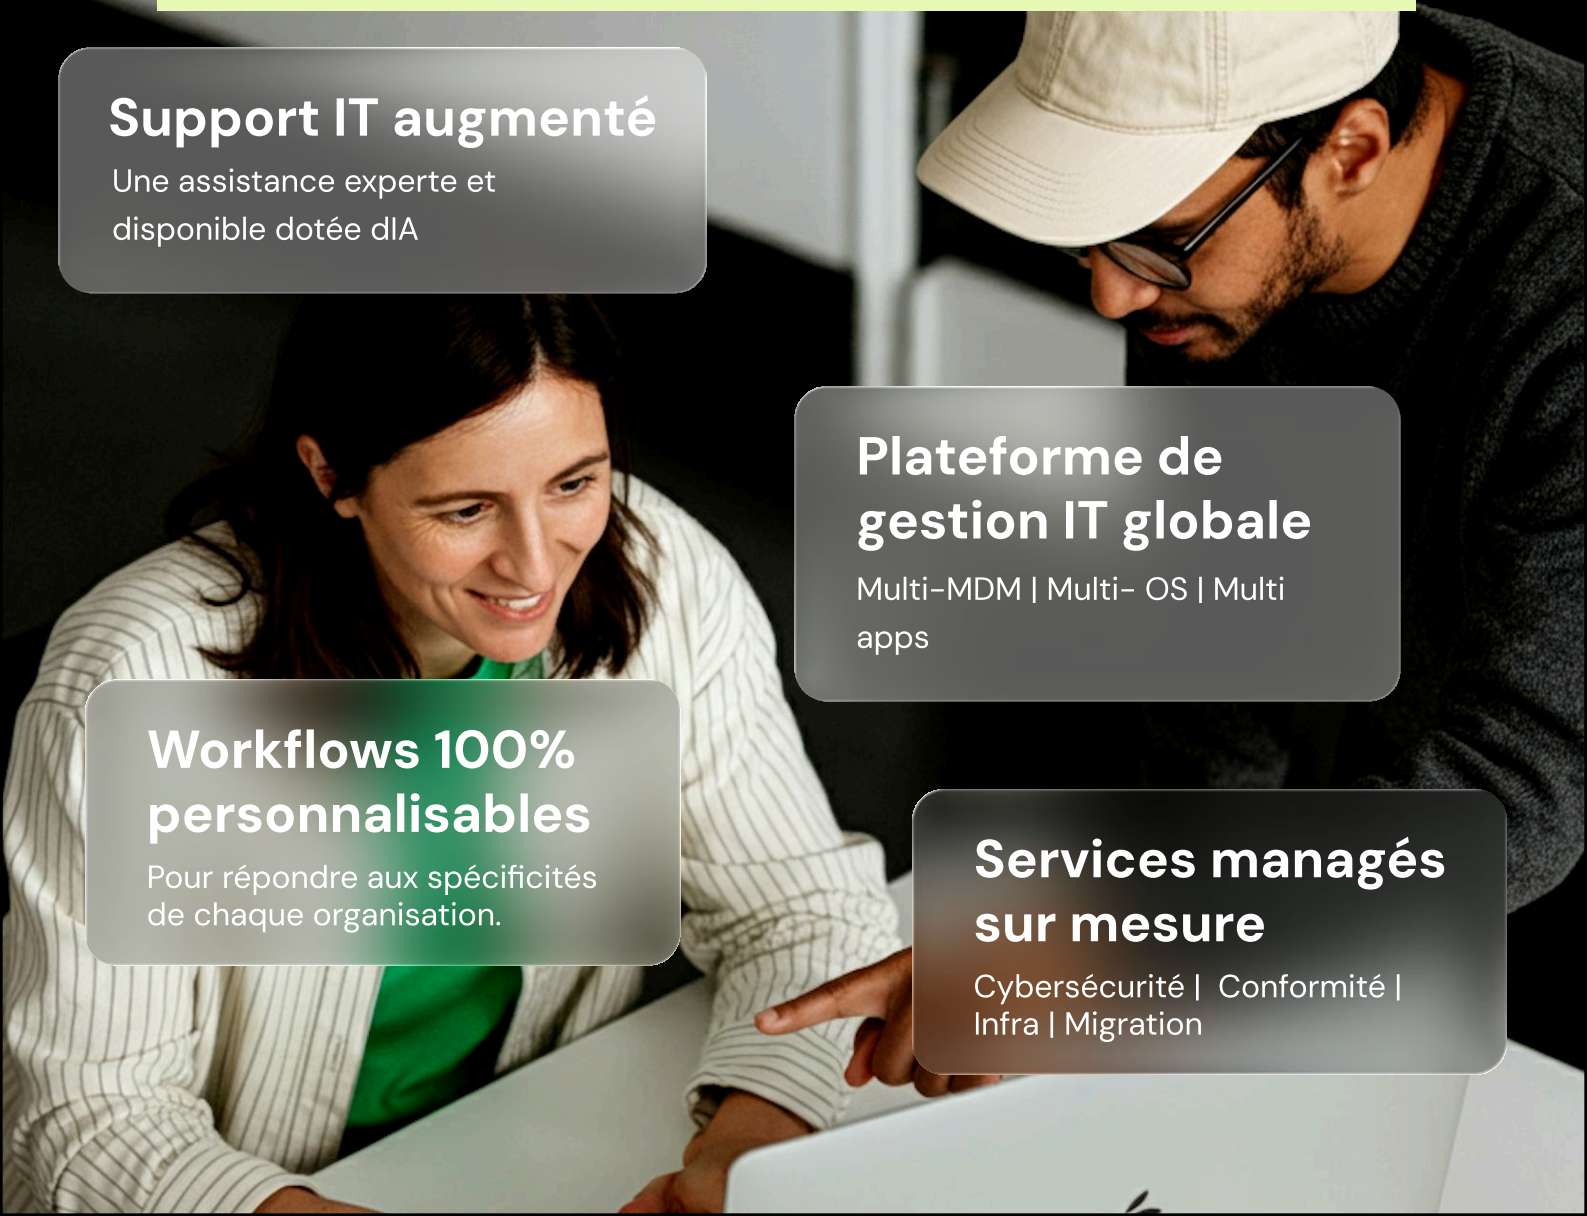 Support IT augmenté
Une assistance experte et
disponible dotée dIA
Plateforme de
gestion IT globale
Multi-MDM | Multi- OS | Multi
apps
Workflows 100%
personnalisables
Pour répondre aux spécificités
de chaque organisation.
Services managés
sur mesure
Cybersécurité |  Conformité |
Infra | Migration